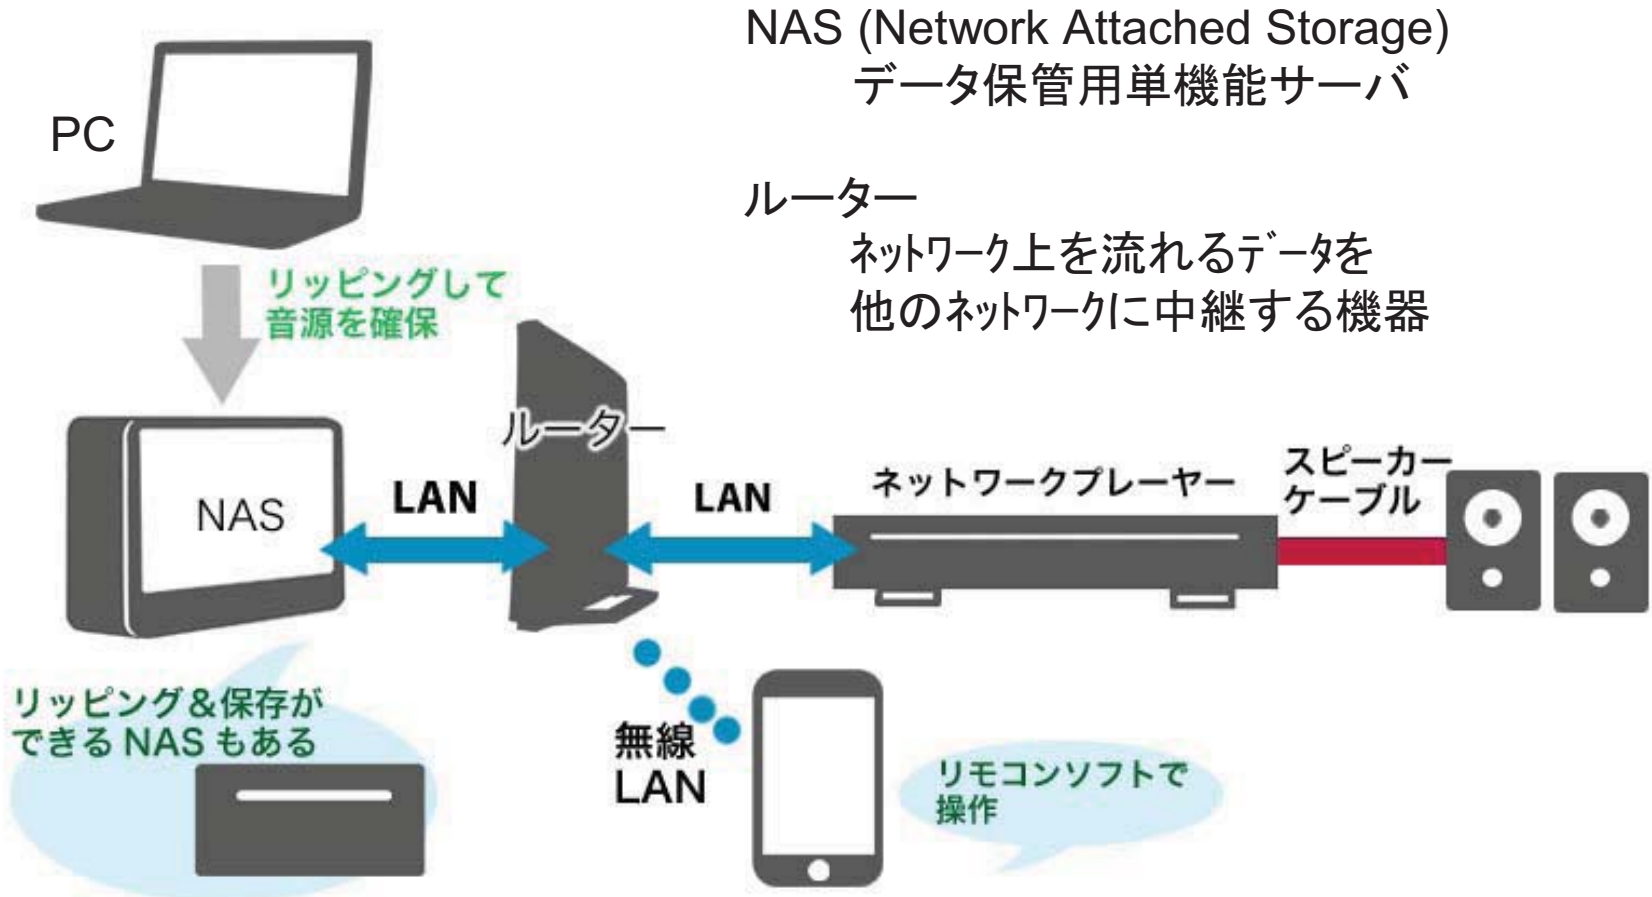 NAS (Network Attached Storage)
データ保管用単機能サーバ
PC
ルーター
ネットワーク上を流れるデータを
他のネットワークに中継する機器
リッピングして
音源を確保
ルーター
NAS
LAN
LAN
ネットワークプレーヤー
スピーカー
ケーブル
リッピング&保存が
できる NAS もある
無線
LAN
リモコンソフトで
操作